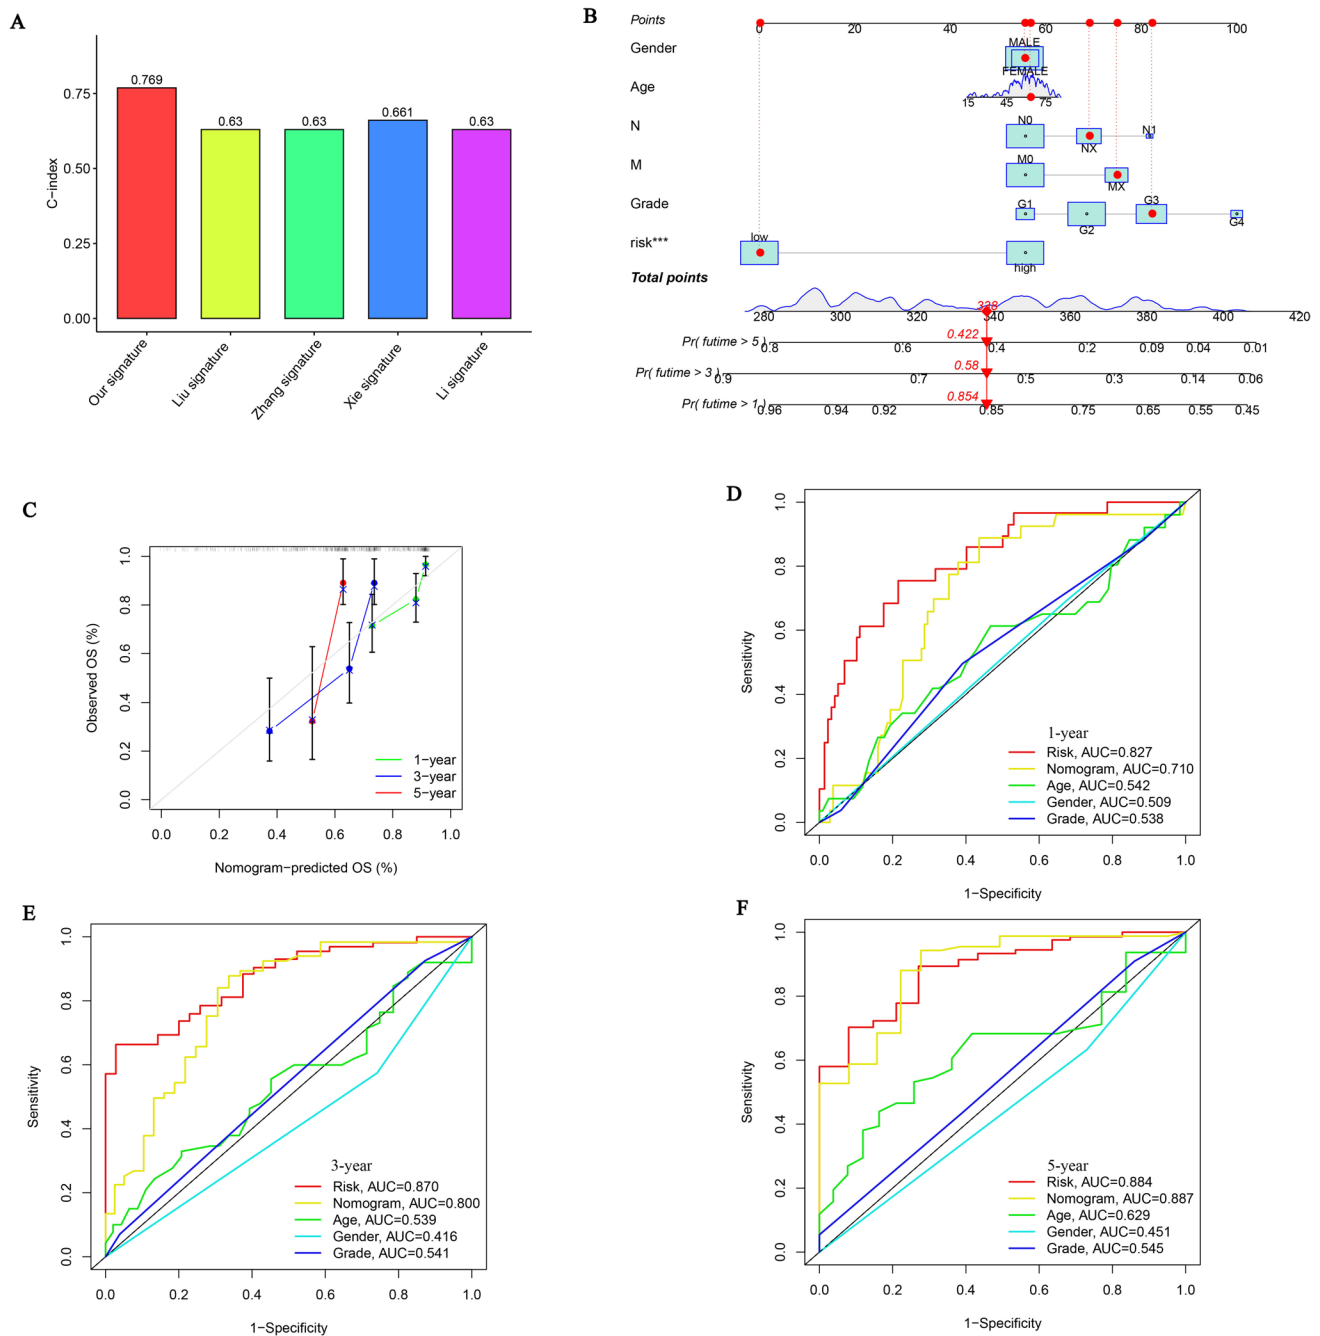 A
0.769
0.63
0.63
0.661
0.63
0.75
0.50
0.25
0.00
C-index
Our signature
Liu signature
Zhang signature
Xie signature
Li signature
B
Points
0 20 40 60 80 100
Gender
MALE
FEMALE
Age
15 45 75
N
N0 NX N1
M
M0 MX
Grade
G1 G2 G3 G4
risk***
low high
Total points
338
280 300 320 340 360 380 400 420
0.422
Pr( futime > 5 )
0.8 0.6 0.4 0.2 0.09 0.04 0.01
0.58
Pr( futime > 3 )
0.9 0.7 0.5 0.3 0.14 0.06
0.854
Pr( futime > 1 )
0.96 0.94 0.92 0.85 0.75 0.65 0.55 0.45
C
1.0
0.8
0.6
0.4
0.2
0.0
Observed OS (%)
1−year
3−year
5−year
0.0 0.2 0.4 0.6 0.8 1.0
Nomogram−predicted OS (%)
D
1.0
0.8
0.6
0.4
0.2
0.0
Sensitivity
1-year
Risk, AUC=0.827
Nomogram, AUC=0.710
Age, AUC=0.542
Gender, AUC=0.509
Grade, AUC=0.538
0.0 0.2 0.4 0.6 0.8 1.0
1−Specificity
E
1.0
0.8
0.6
0.4
0.2
0.0
Sensitivity
3-year
Risk, AUC=0.870
Nomogram, AUC=0.800
Age, AUC=0.539
Gender, AUC=0.416
Grade, AUC=0.541
0.0 0.2 0.4 0.6 0.8 1.0
1−Specificity
F
1.0
0.8
0.6
0.4
0.2
0.0
Sensitivity
5-year
Risk, AUC=0.884
Nomogram, AUC=0.887
Age, AUC=0.629
Gender, AUC=0.451
Grade, AUC=0.545
0.0 0.2 0.4 0.6 0.8 1.0
1−Specificity